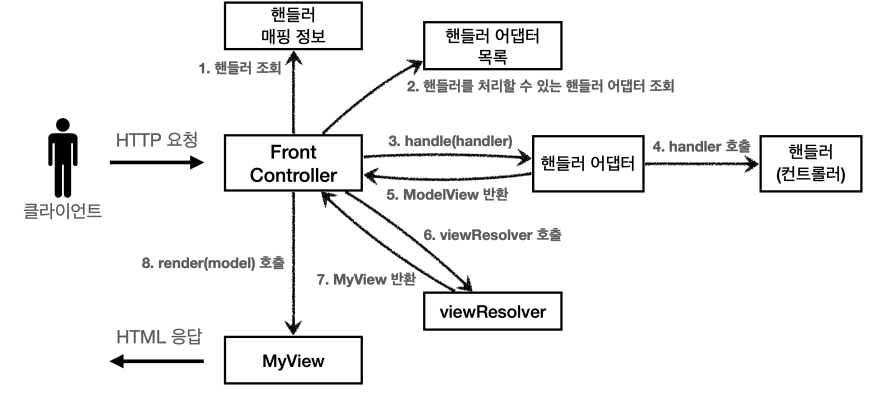 핸들러
매핑 정보
핸들러 어댑터
목록
1. 핸들러 조회
2. 핸들러를 처리할 수 있는 핸들러 어댑터 조회
HTTP 요청
Front
Controller
3. handle(handler)
핸들러 어댑터
4. handler 호출
핸들러
(컨트롤러)
5. ModelView 반환
클라이언트
6. viewResolver 호출
8. render(model) 호출
7. MyView 반환
viewResolver
HTML 응답
MyView